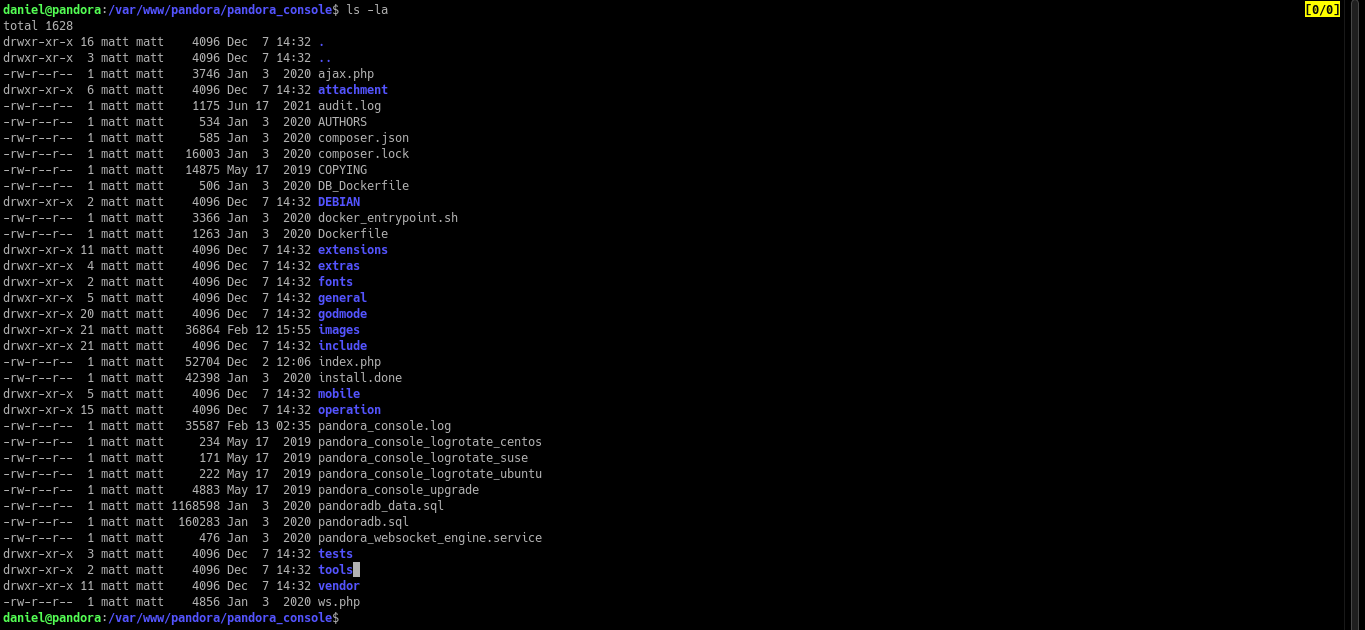 daniel@pandora:/var/www/pandora/pandora_console$ ls -la [0/0]
total 1628
drwxr-xr-x 16 matt matt    4096 Dec  7 14:32 .
drwxr-xr-x  3 matt matt    4096 Dec  7 14:32 ..
-rw-r--r--  1 matt matt    3746 Jan  3  2020 ajax.php
drwxr-xr-x  6 matt matt    4096 Dec  7 14:32 attachment
-rw-r--r--  1 matt matt    1175 Jun 17  2021 audit.log
-rw-r--r--  1 matt matt     534 Jan  3  2020 AUTHORS
-rw-r--r--  1 matt matt     585 Jan  3  2020 composer.json
-rw-r--r--  1 matt matt   16003 Jan  3  2020 composer.lock
-rw-r--r--  1 matt matt   14875 May 17  2019 COPYING
-rw-r--r--  1 matt matt     506 Jan  3  2020 DB_Dockerfile
drwxr-xr-x  2 matt matt    4096 Dec  7 14:32 DEBIAN
-rw-r--r--  1 matt matt    3366 Jan  3  2020 docker_entrypoint.sh
-rw-r--r--  1 matt matt    1263 Jan  3  2020 Dockerfile
drwxr-xr-x 11 matt matt    4096 Dec  7 14:32 extensions
drwxr-xr-x  4 matt matt    4096 Dec  7 14:32 extras
drwxr-xr-x  2 matt matt    4096 Dec  7 14:32 fonts
drwxr-xr-x  5 matt matt    4096 Dec  7 14:32 general
drwxr-xr-x 20 matt matt    4096 Dec  7 14:32 godmode
drwxr-xr-x 21 matt matt   36864 Feb 12 15:55 images
drwxr-xr-x 21 matt matt    4096 Dec  7 14:32 include
-rw-r--r--  1 matt matt   52704 Dec  2 12:06 index.php
-rw-r--r--  1 matt matt   42398 Jan  3  2020 install.done
drwxr-xr-x  5 matt matt    4096 Dec  7 14:32 mobile
drwxr-xr-x 15 matt matt    4096 Dec  7 14:32 operation
-rw-r--r--  1 matt matt   35587 Feb 13 02:35 pandora_console.log
-rw-r--r--  1 matt matt     234 May 17  2019 pandora_console_logrotate_centos
-rw-r--r--  1 matt matt     171 May 17  2019 pandora_console_logrotate_suse
-rw-r--r--  1 matt matt     222 May 17  2019 pandora_console_logrotate_ubuntu
-rw-r--r--  1 matt matt    4883 May 17  2019 pandora_console_upgrade
-rw-r--r--  1 matt matt 1168598 Jan  3  2020 pandoradb_data.sql
-rw-r--r--  1 matt matt  160283 Jan  3  2020 pandoradb.sql
-rw-r--r--  1 matt matt     476 Jan  3  2020 pandora_websocket_engine.service
drwxr-xr-x  3 matt matt    4096 Dec  7 14:32 tests
drwxr-xr-x  2 matt matt    4096 Dec  7 14:32 tools
drwxr-xr-x 11 matt matt    4096 Dec  7 14:32 vendor
-rw-r--r--  1 matt matt    4856 Jan  3  2020 ws.php
daniel@pandora:/var/www/pandora/pandora_console$